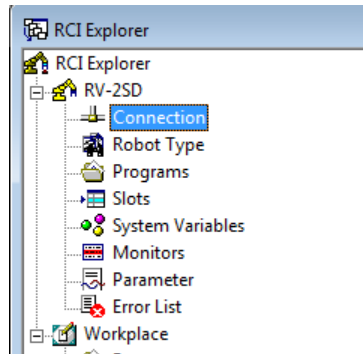 RCI Explorer
RCI Explorer
RV-2SD
Connection
Robot Type
Programs
Slots
System Variables
Monitors
Parameter
Error List
Workplace